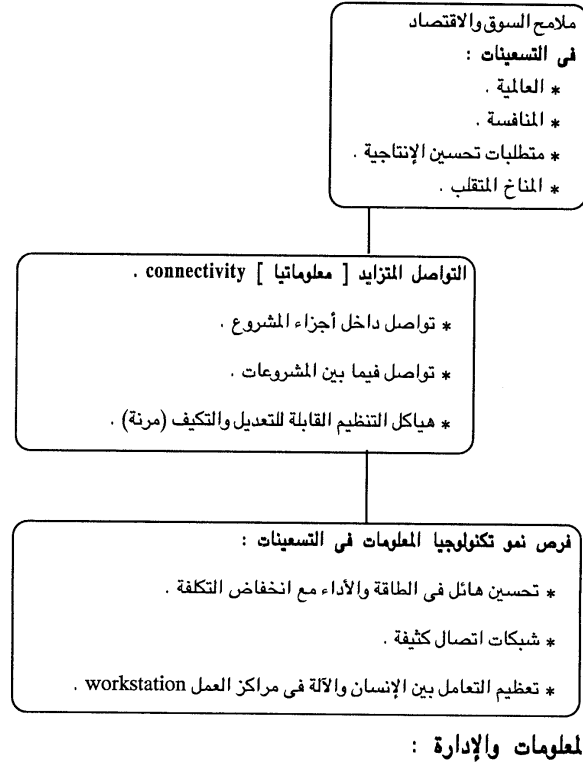 ملامح السوق والاقتصاد
فى التسعينات :
* العالمية .
* المنافسة .
* متطلبات تحسين الإنتاجية .
* المناخ المتقلب .
التواصل المتزايد [ معلوماتيا ] connectivity .
* تواصل داخل أجزاء المشروع .
* تواصل فيما بين المشروعات .
* هياكل التنظيم القابلة للتعديل والتكيف (مرنة) .
فرص نمو تكنولوجيا المعلومات فى التسعينات :
* تحسين هائل فى الطاقة والأداء مع انخفاض التكلفة .
* شبكات اتصال كثيفة .
* تعظيم التعامل بين الإنسان والآلة فى مراكز العمل workstation .
لمعلومات والإدارة :